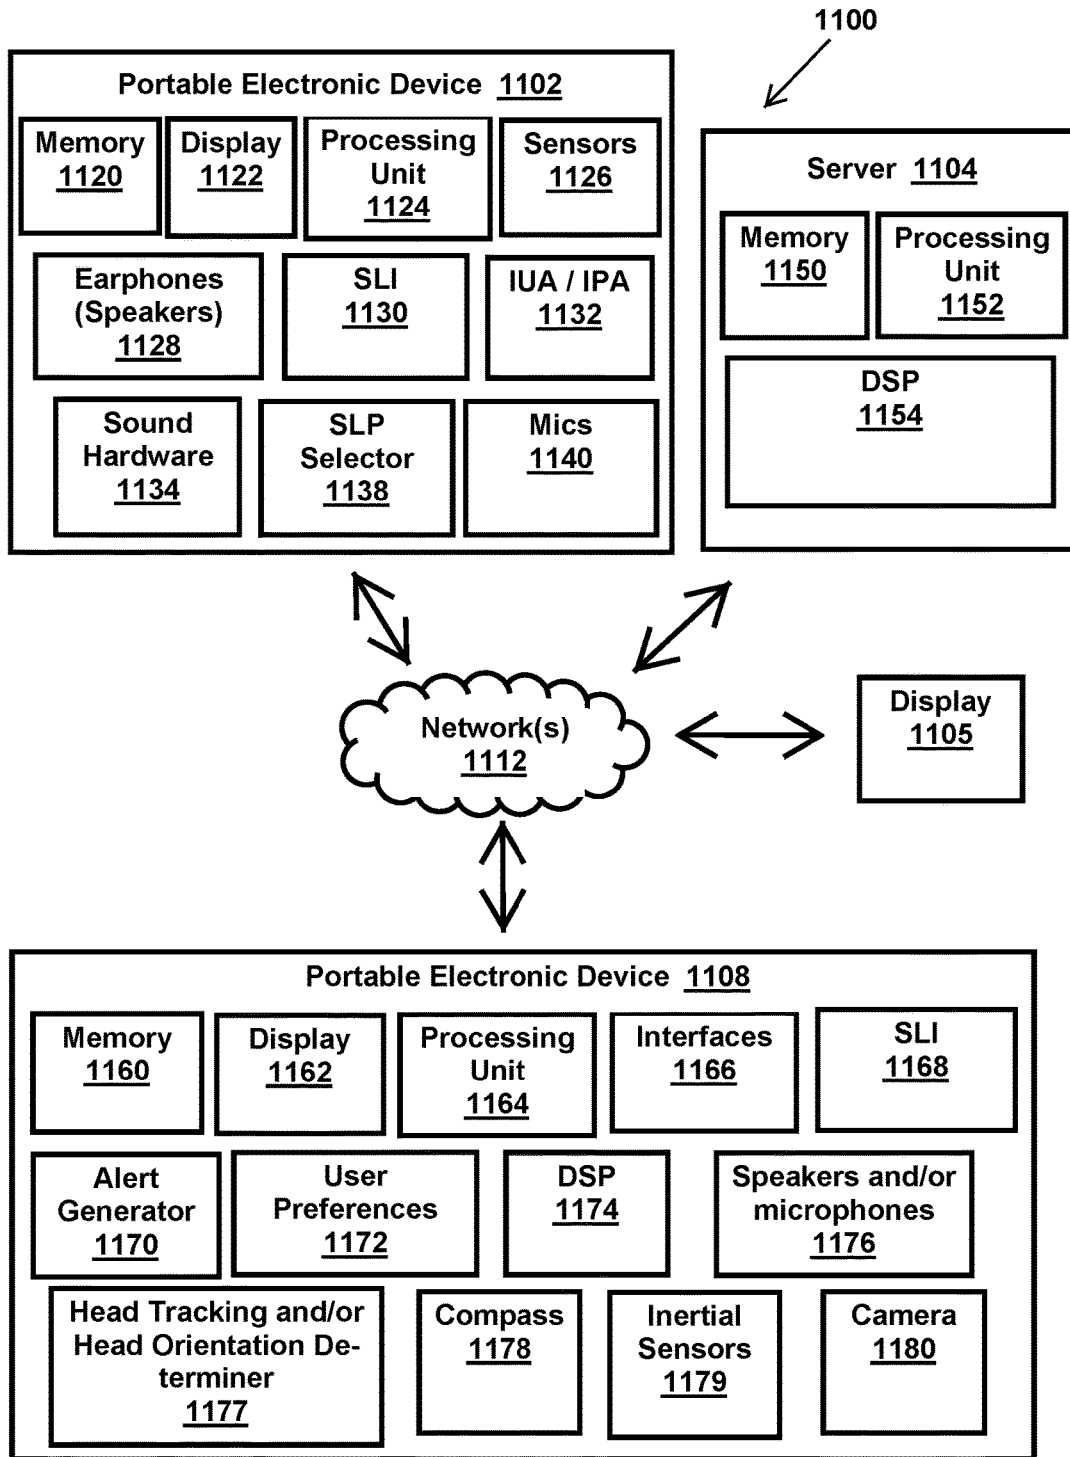 1100
Portable Electronic Device 1102
Memory
1120
Display
1122
Processing
Unit
1124
Sensors
1126
Earphones
(Speakers)
1128
SLI
1130
IUA / IPA
1132
Sound
Hardware
1134
SLP
Selector
1138
Mics
1140
Server 1104
Memory
1150
Processing
Unit
1152
DSP
1154
Network(s)
1112
Display
1105
Portable Electronic Device 1108
Memory
1160
Display
1162
Processing
Unit
1164
Interfaces
1166
SLI
1168
Alert
Generator
1170
User
Preferences
1172
DSP
1174
Speakers and/or
microphones
1176
Head Tracking and/or
Head Orientation De-
terminer
1177
Compass
1178
Inertial
Sensors
1179
Camera
1180